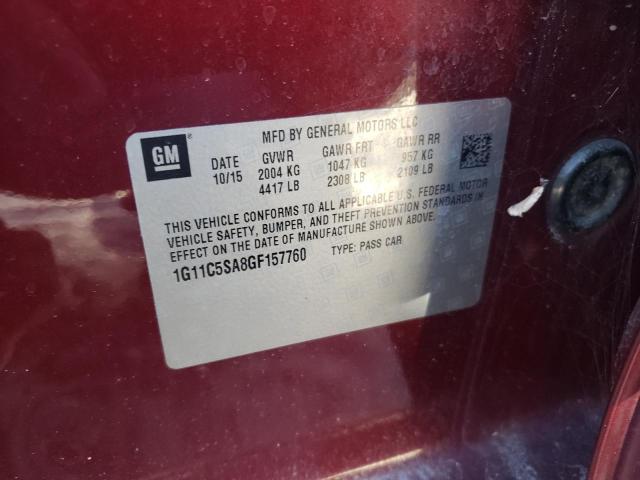 MFD BY GENERAL MOTORS LLC
GM
DATE GVWR GAWR FRT GAWR RR
10/15 2004 KG 1047 KG 957 KG
4417 LB 2308 LB 2109 LB
THIS VEHICLE CONFORMS TO ALL APPLICABLE U.S. FEDERAL MOTOR
VEHICLE SAFETY, BUMPER, AND THEFT PREVENTION STANDARDS IN
EFFECT ON THE DATE OF MANUFACTURE SHOWN ABOVE.
1G11C5SA8GF157760 TYPE: PASS CAR